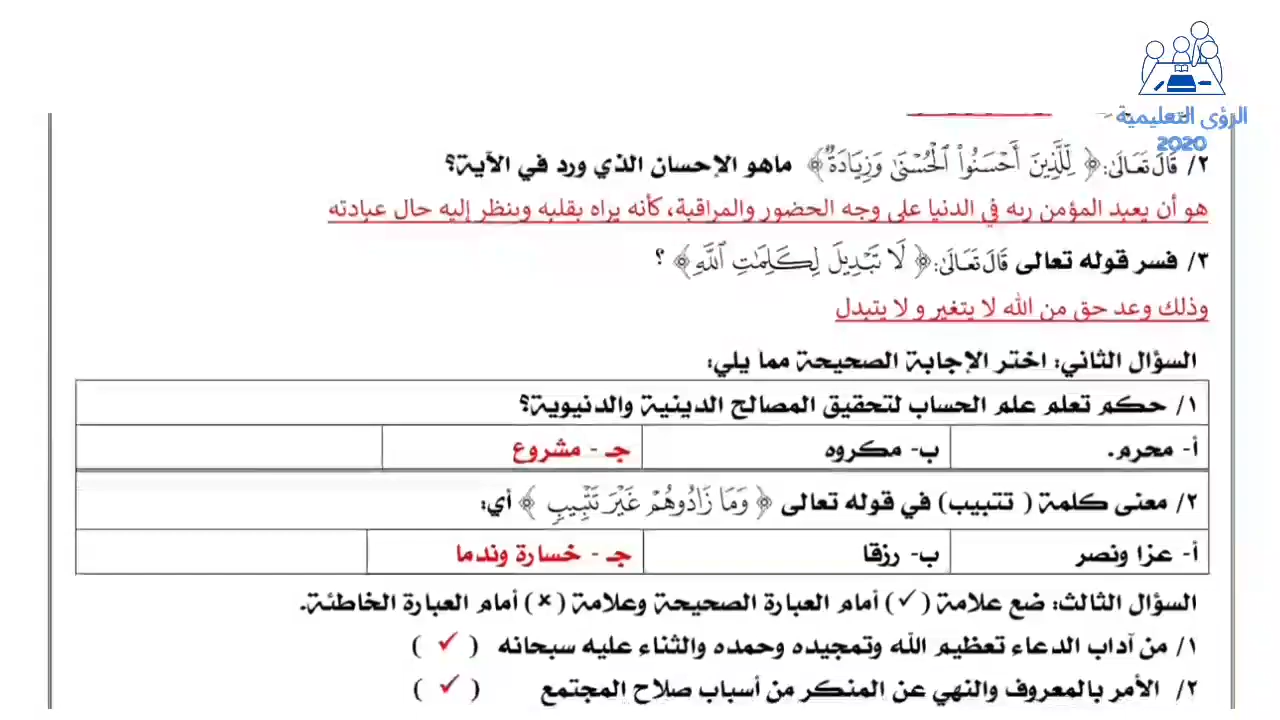 الرؤى التعليمية
2020
٢/ قَالَ تَعَالَىٰ: ﴿ لِّلَّذِينَ أَحْسَنُوا۟ ٱلْحُسْنَىٰ وَزِيَادَةٌ ﴾ ماهو الإحسان الذي ورد في الآية؟
هو أن يعبد المؤمن ربه في الدنيا على وجه الحضور والمراقبة، كأنه يراه بقلبه وينظر إليه حال عبادته
٣/ فسر قوله تعالى قَالَ تَعَالَىٰ: ﴿ لَا تَبْدِيلَ لِكَلِمَٰتِ ٱللَّهِ ﴾ ؟
وذلك وعد حق من الله لا يتغير و لا يتبدل
السؤال الثاني: اختر الإجابة الصحيحة مما يلي:
١/ حكم تعلم علم الحساب لتحقيق المصالح الدينية والدنيوية؟
أ- محرم. ب- مكروه جـ - مشروع
٢/ معنى كلمة ( تتبيب) في قوله تعالى ﴿ وَمَا زَادُوهُمْ غَيْرَ تَتْبِيبٍ ﴾ أي:
أ- عزا ونصر ب- رزقا جـ - خسارة وندما
السؤال الثالث: ضع علامة (✓) أمام العبارة الصحيحة وعلامة (×) أمام العبارة الخاطئة.
١/ من آداب الدعاء تعظيم الله وتمجيده وحمده والثناء عليه سبحانه ( ✓ )
٢/ الأمر بالمعروف والنهي عن المنكر من أسباب صلاح المجتمع ( ✓ )